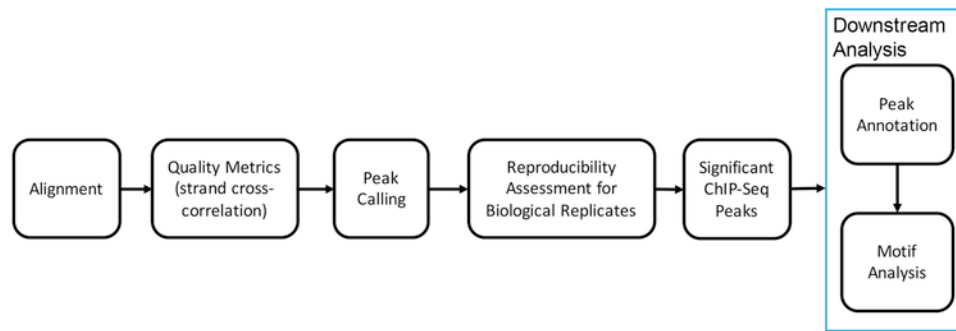 Alignment
Quality Metrics
(strand cross-
correlation)
Peak
Calling
Reproducibility
Assessment for
Biological Replicates
Significant
ChIP-Seq
Peaks
Downstream
Analysis
Peak
Annotation
Motif
Analysis